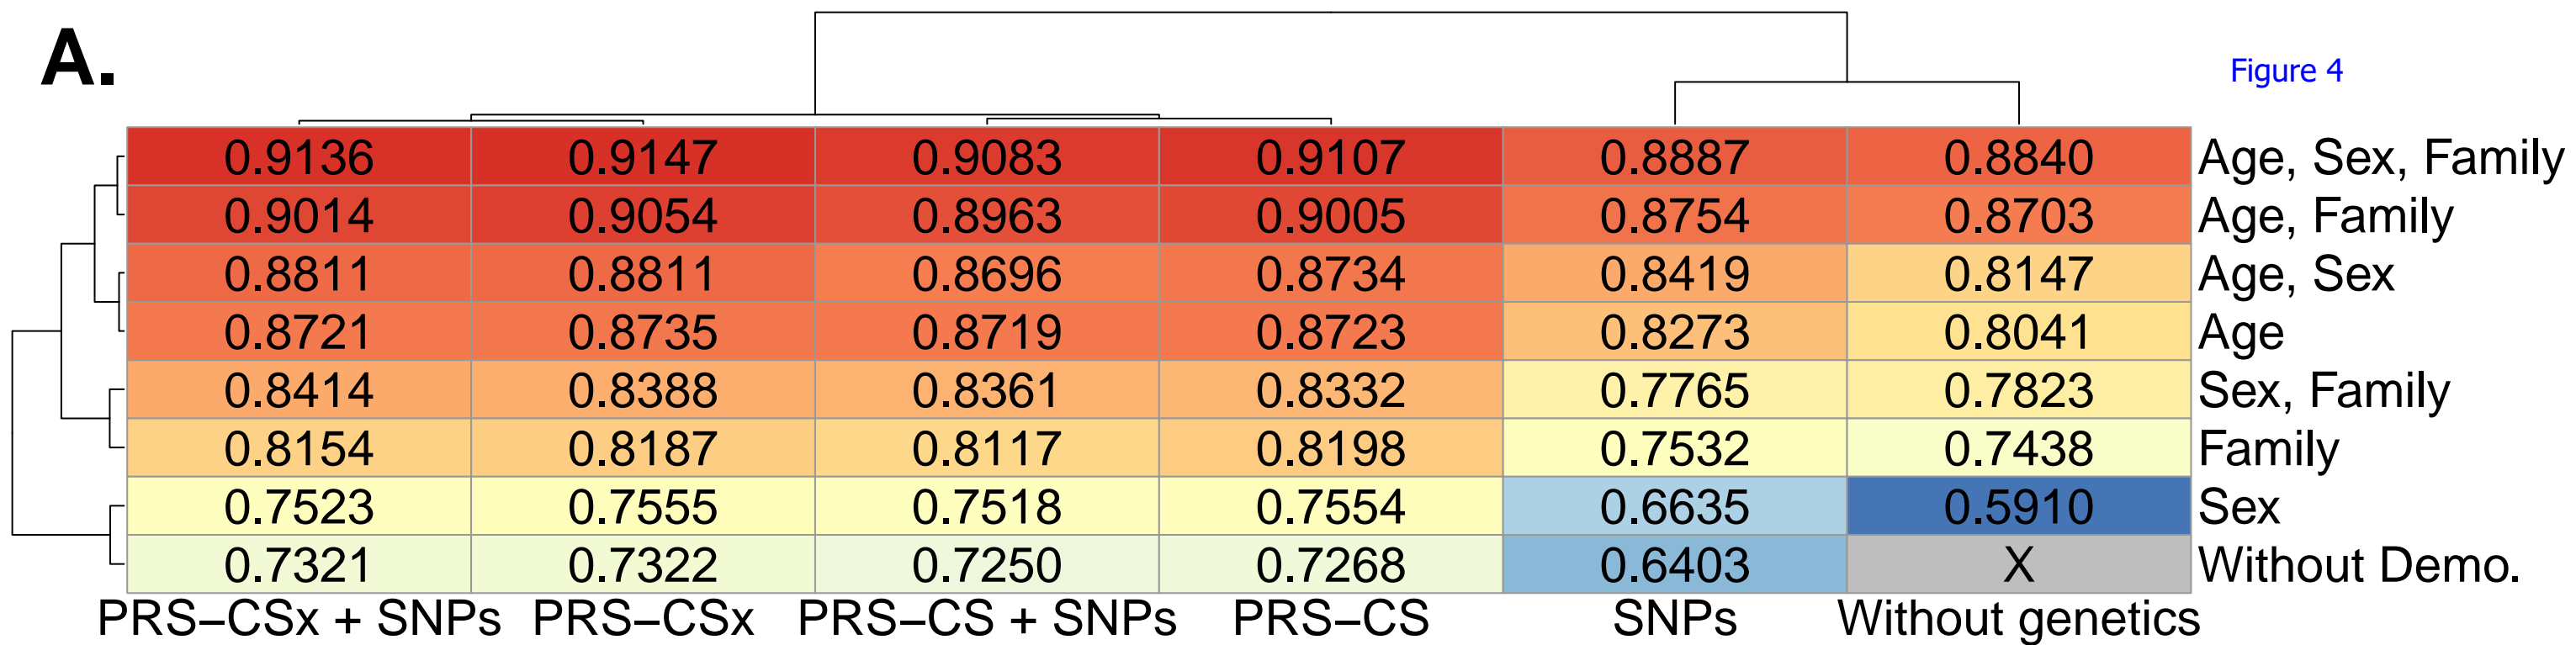 A.
Figure 4
0.9136 0.9147 0.9083 0.9107 0.8887 0.8840 Age, Sex, Family
0.9014 0.9054 0.8963 0.9005 0.8754 0.8703 Age, Family
0.8811 0.8811 0.8696 0.8734 0.8419 0.8147 Age, Sex
0.8721 0.8735 0.8719 0.8723 0.8273 0.8041 Age
0.8414 0.8388 0.8361 0.8332 0.7765 0.7823 Sex, Family
0.8154 0.8187 0.8117 0.8198 0.7532 0.7438 Family
0.7523 0.7555 0.7518 0.7554 0.6635 0.5910 Sex
0.7321 0.7322 0.7250 0.7268 0.6403 X Without Demo.
PRS−CSx + SNPs PRS−CSx PRS−CS + SNPs PRS−CS SNPs Without genetics